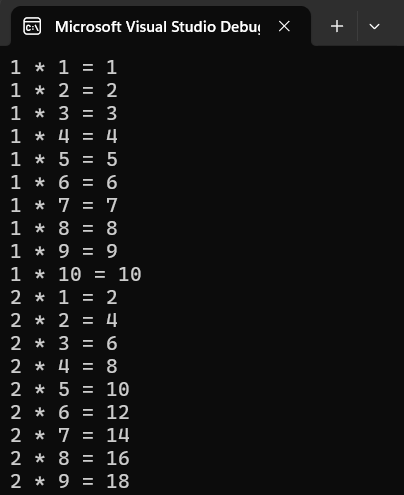 Microsoft Visual Studio Debu
1 * 1 = 1
1 * 2 = 2
1 * 3 = 3
1 * 4 = 4
1 * 5 = 5
1 * 6 = 6
1 * 7 = 7
1 * 8 = 8
1 * 9 = 9
1 * 10 = 10
2 * 1 = 2
2 * 2 = 4
2 * 3 = 6
2 * 4 = 8
2 * 5 = 10
2 * 6 = 12
2 * 7 = 14
2 * 8 = 16
2 * 9 = 18